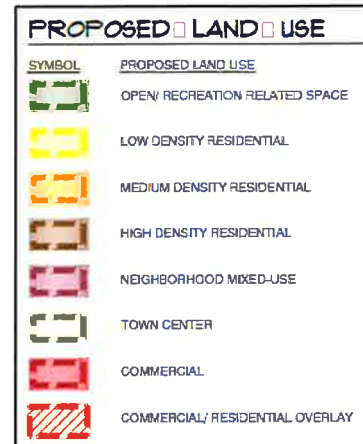 PROPOSED LAND USE
SYMBOL PROPOSED LAND USE
OPEN/ RECREATION RELATED SPACE
LOW DENSITY RESIDENTIAL
MEDIUM DENSITY RESIDENTIAL
HIGH DENSITY RESIDENTIAL
NEIGHBORHOOD MIXED-USE
TOWN CENTER
COMMERCIAL
COMMERCIAL/ RESIDENTIAL OVERLAY